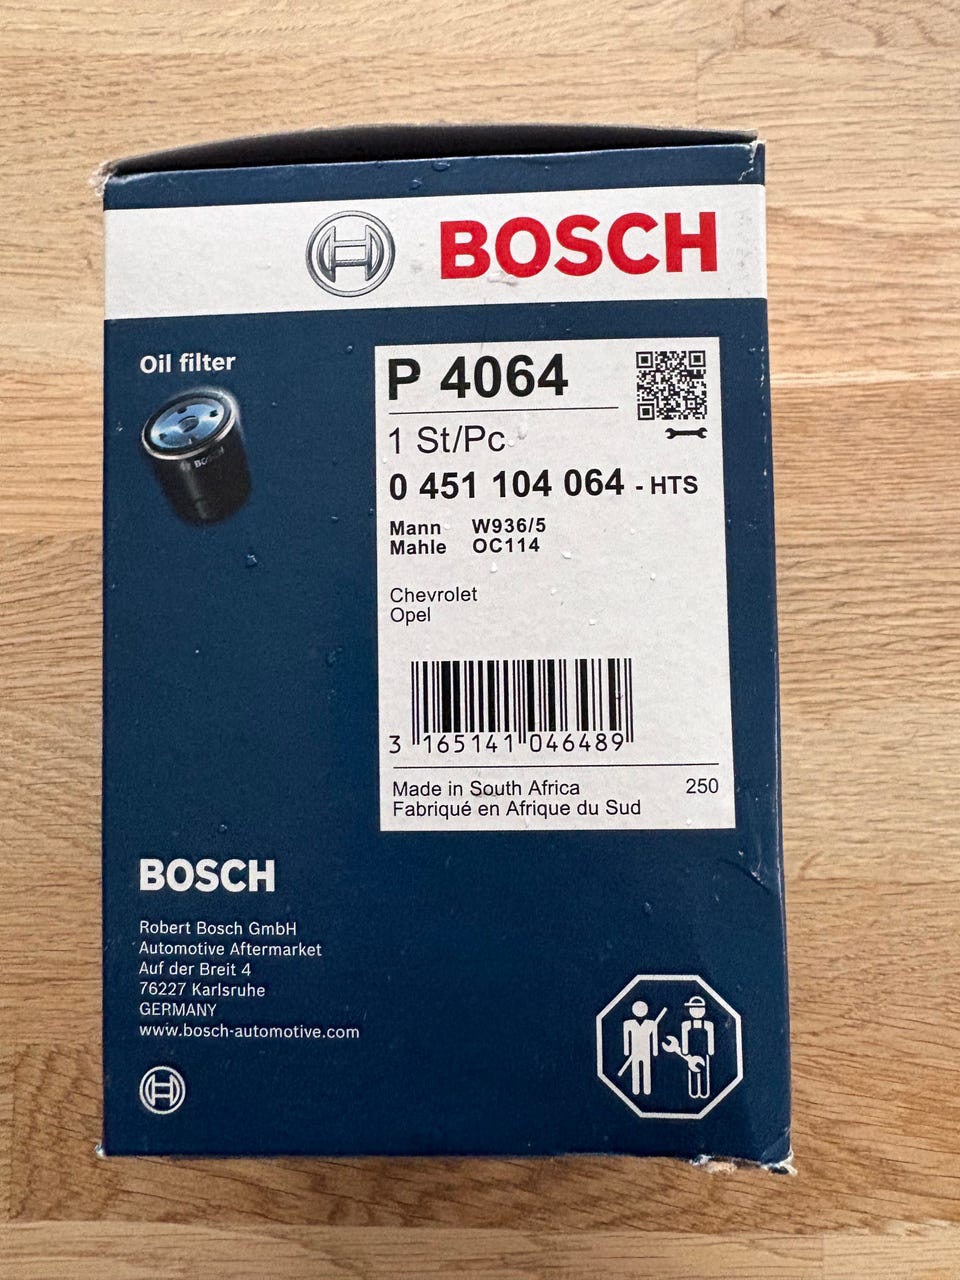 BOSCH
Oil filter
BOSCH
P 4064
1 St/Pc
0 451 104 064 - HTS
Mann W936/5
Mahle OC114
Chevrolet
Opel
3 165141 046489
Made in South Africa 250
Fabriqué en Afrique du Sud
BOSCH
Robert Bosch GmbH
Automotive Aftermarket
Auf der Breit 4
76227 Karlsruhe
GERMANY
www.bosch-automotive.com